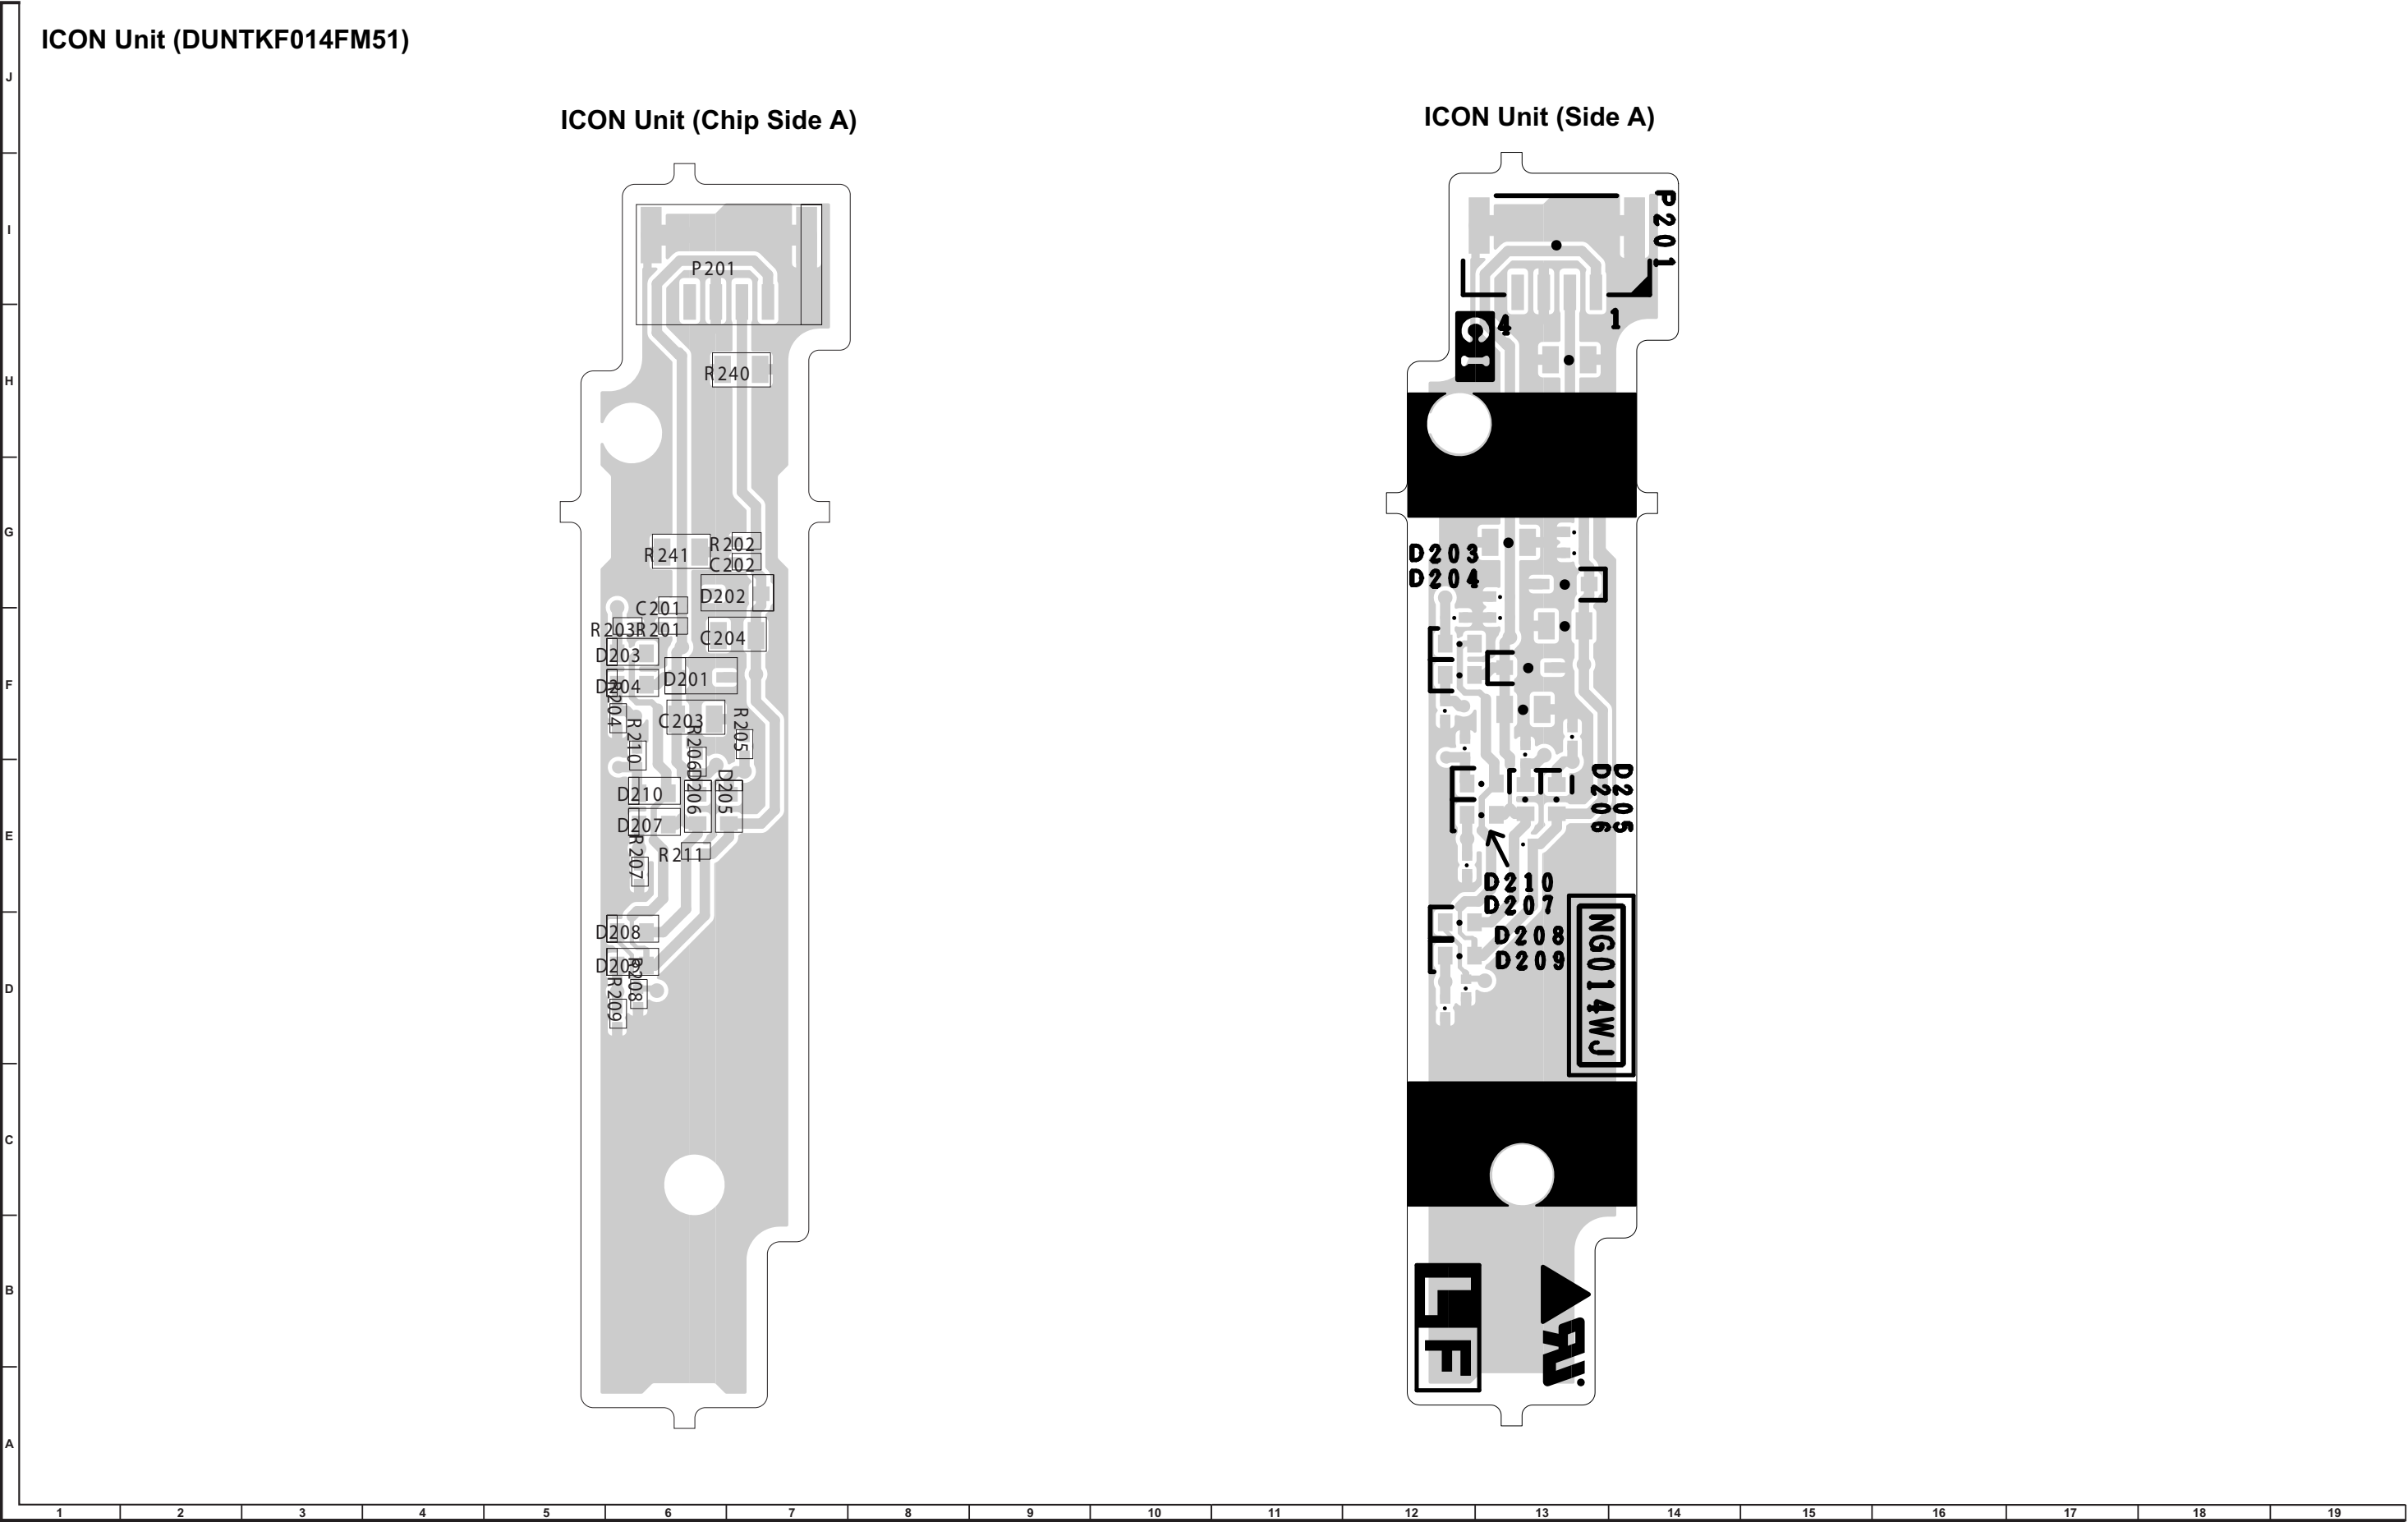 ICON Unit (DUNTKF014FM51)
ICON Unit (Chip Side A)
ICON Unit (Side A)
J
I
H
G
F
E
D
C
B
A
P201
R240
R202
R241
C202
D202
C201
R203
R201
C204
D203
D201
D204
R204
C203
R205
R210
R206
D210
D206
D205
D207
R211
R207
D208
D209
R208
R209
P201
4
1
CI
D203
D204
D205
D206
D210
D207
D208
D209
NG014WJ
LF
1 2 3 4 5 6 7 8 9 10 11 12 13 14 15 16 17 18 19